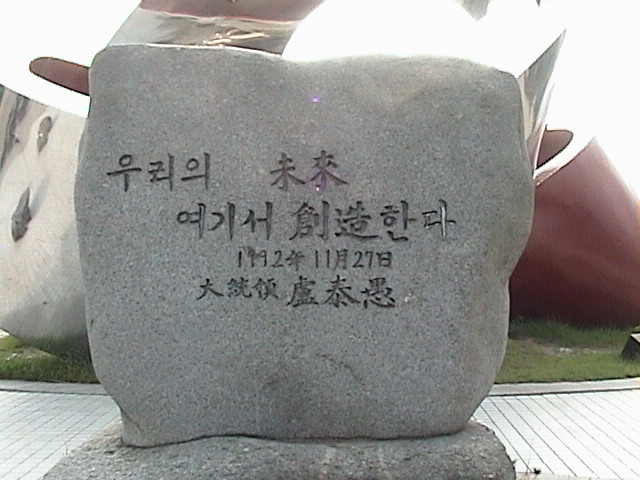 우리의 未來
여기서 創造한다
1992年 11月27日
大統領 盧泰愚